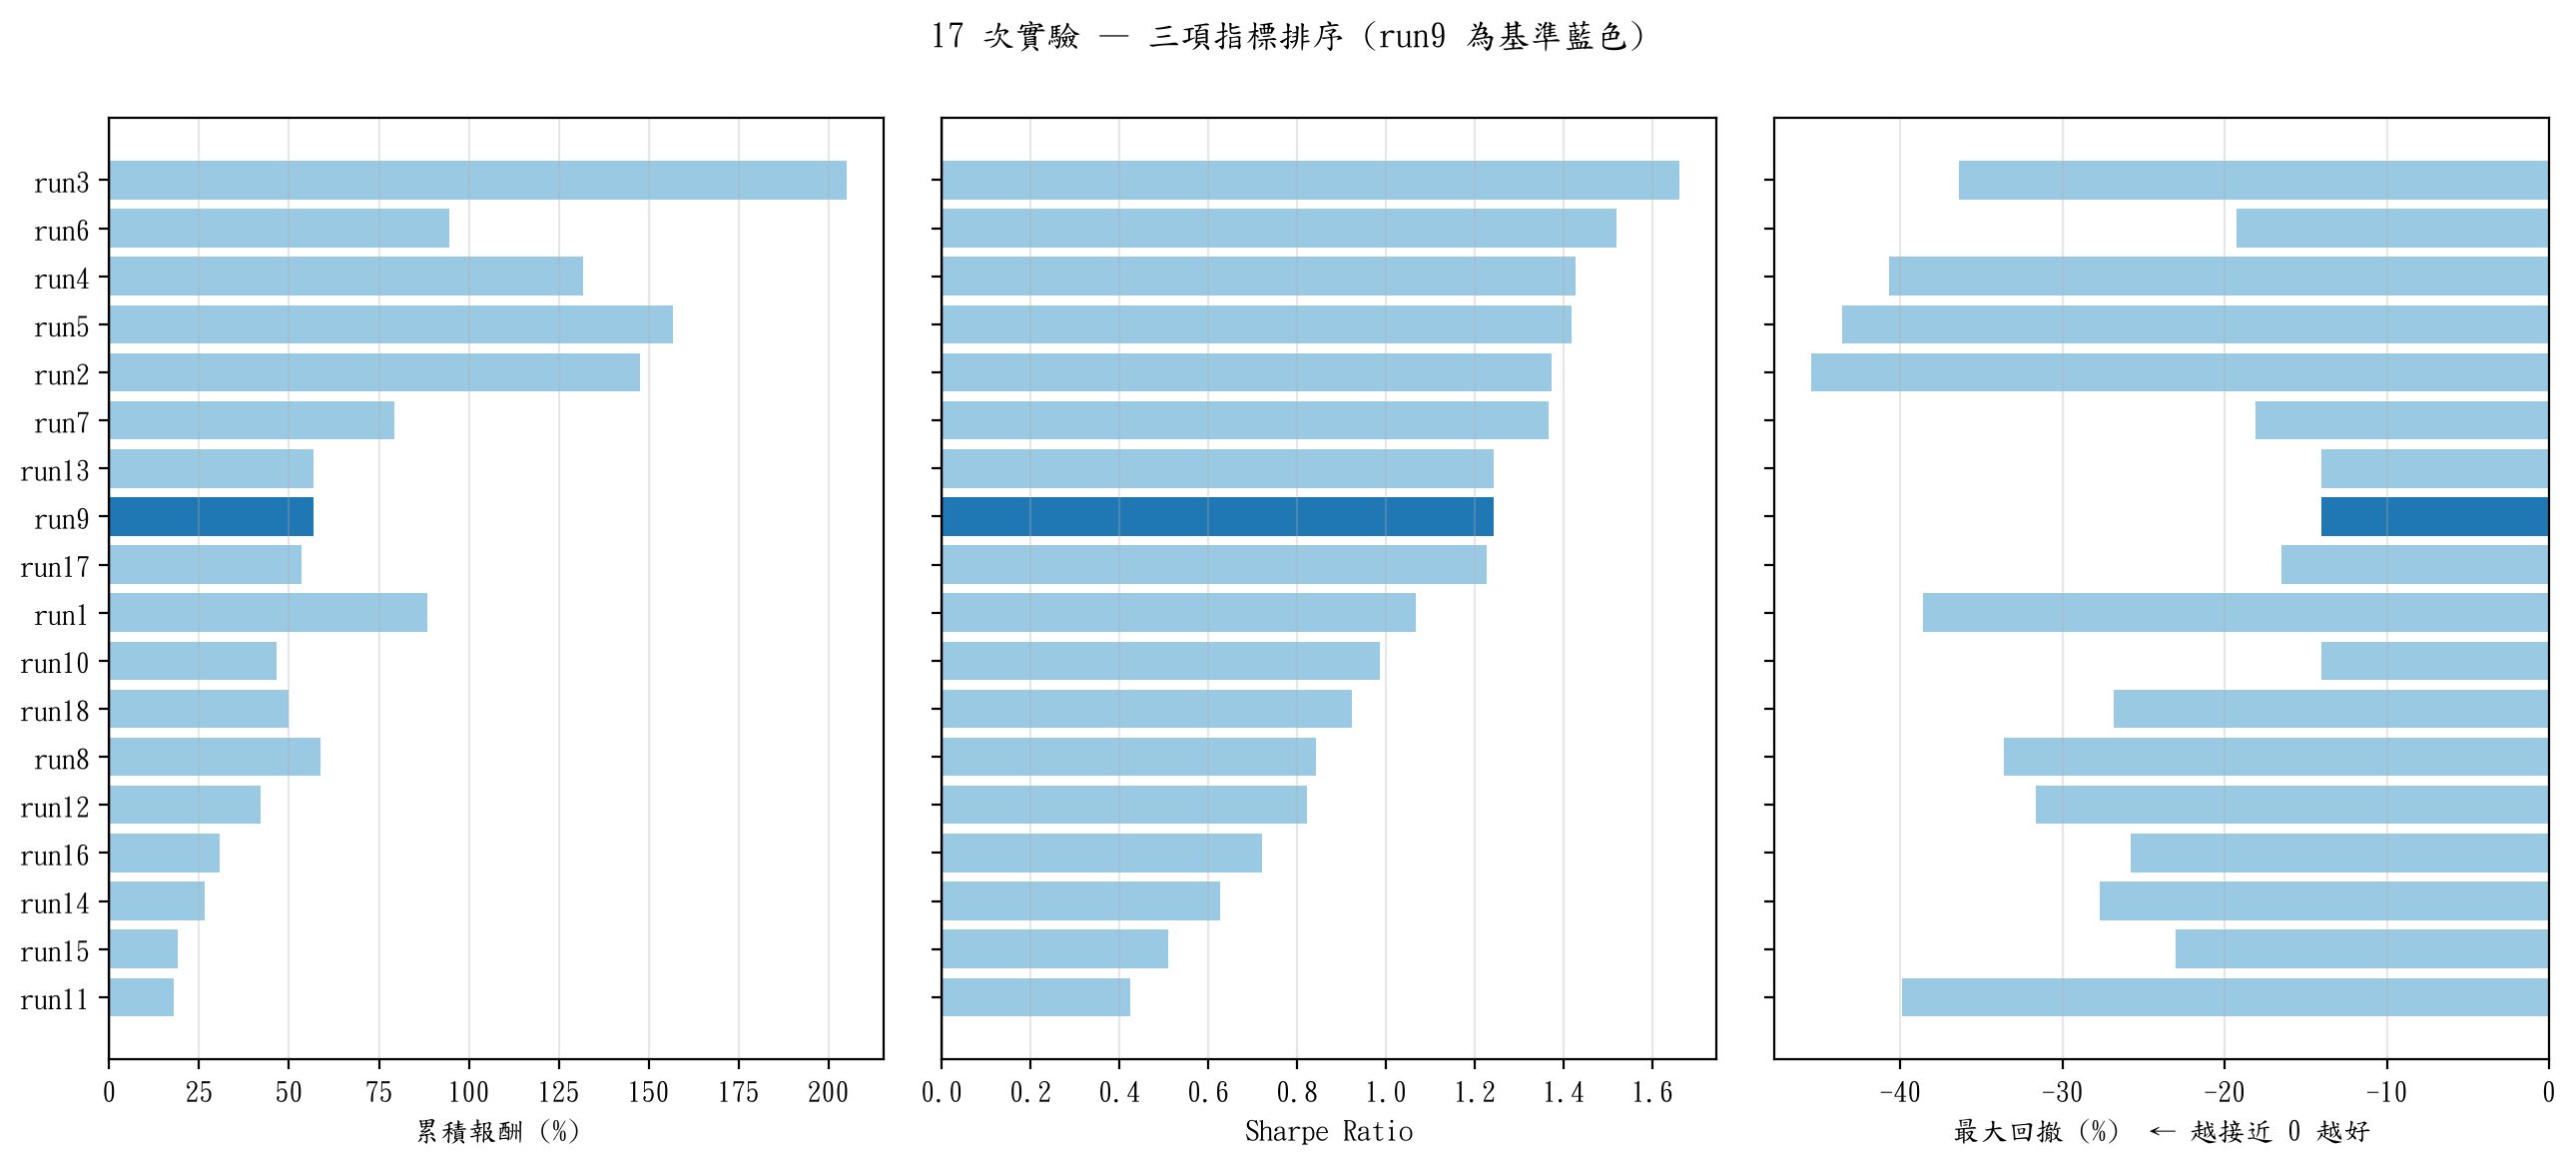 17 次實驗 — 三項指標排序 (run9 為基準藍色)
run3
run6
run4
run5
run2
run7
run13
run9
run17
run1
run10
run18
run8
run12
run16
run14
run15
run11
0 25 50 75 100 125 150 175 200
累積報酬 (%)
0.0 0.2 0.4 0.6 0.8 1.0 1.2 1.4 1.6
Sharpe Ratio
-40 -30 -20 -10 0
最大回撤 (%) ← 越接近 0 越好